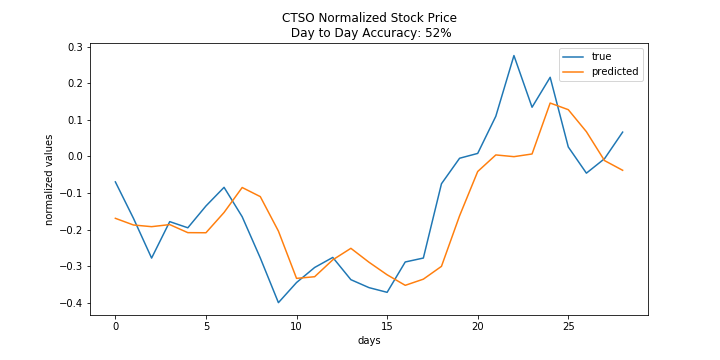 CTSO Normalized Stock Price
Day to Day Accuracy: 52%
true
predicted
normalized values
0.3
0.2
0.1
0.0
−0.1
−0.2
−0.3
−0.4
0 5 10 15 20 25
days